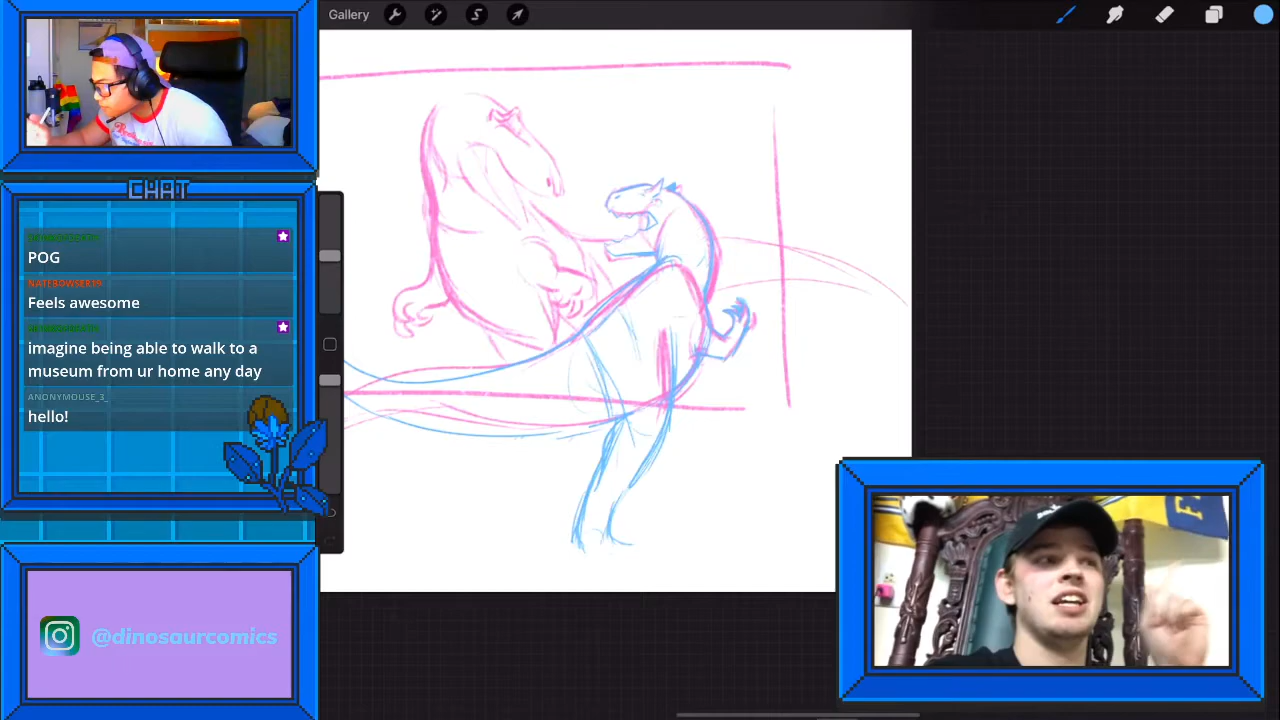 Gallery
CHAT
POG
NATEBOWSER19
Feels awesome
imagine being able to walk to a
museum from ur home any day
ANONYMOUSE_3_
hello!
@dinosaurcomics